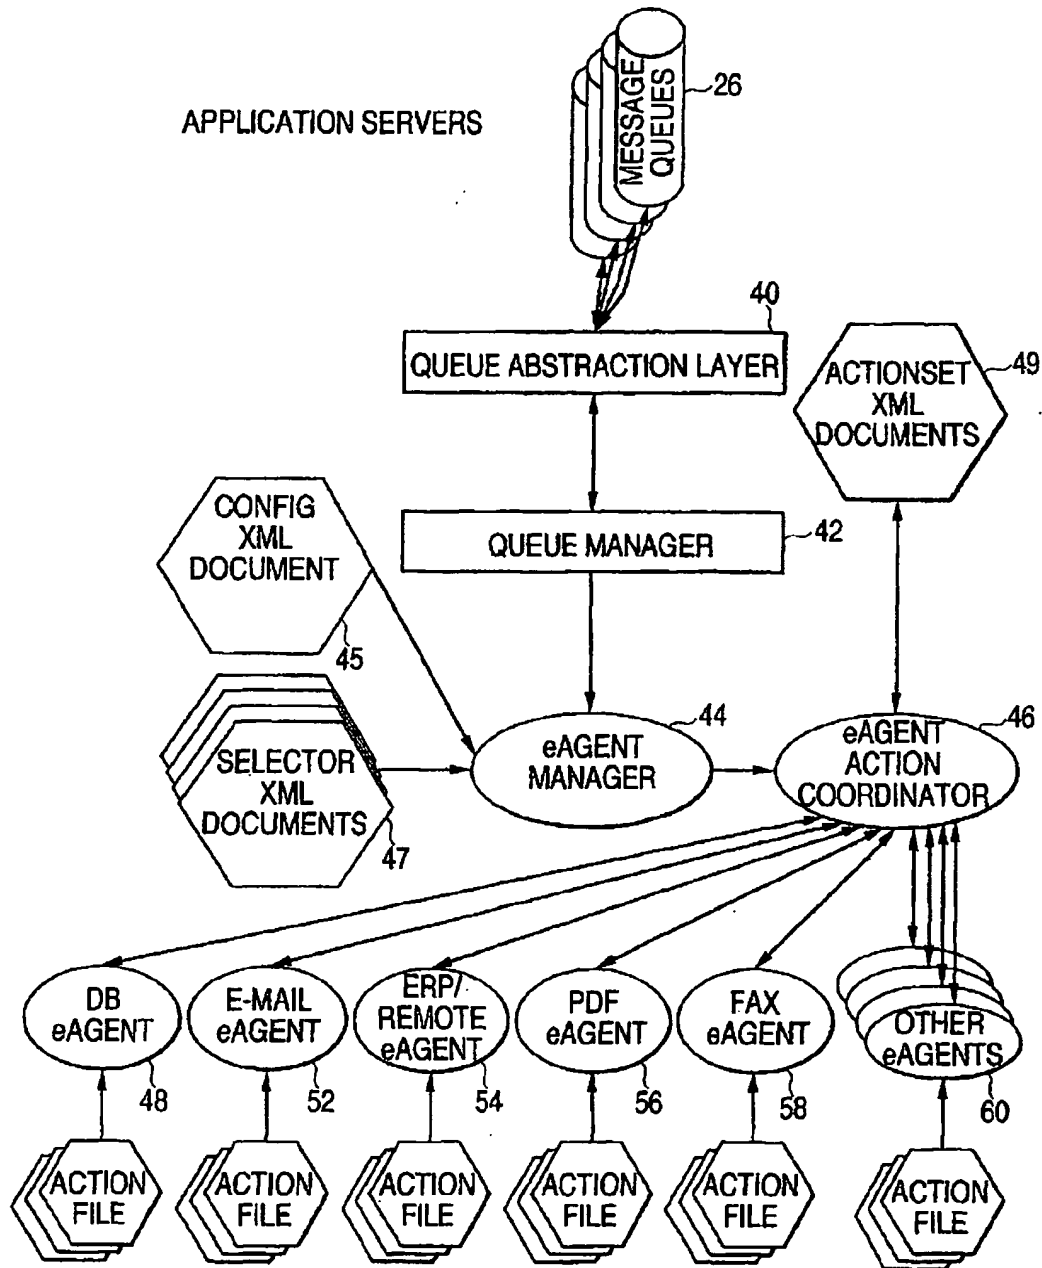 MESSAGE
QUEUES
26
APPLICATION SERVERS
40
QUEUE ABSTRACTION LAYER
ACTIONSET
XML
DOCUMENTS
49
CONFIG
XML
DOCUMENT
45
QUEUE MANAGER
42
SELECTOR
XML
DOCUMENTS
47
eAGENT
MANAGER
44
eAGENT
ACTION
COORDINATOR
46
DB
eAGENT
48
E-MAIL
eAGENT
52
ERP/
REMOTE
eAGENT
54
PDF
eAGENT
56
FAX
eAGENT
58
OTHER
eAGENTS
60
ACTION
FILE
ACTION
FILE
ACTION
FILE
ACTION
FILE
ACTION
FILE
ACTION
FILE